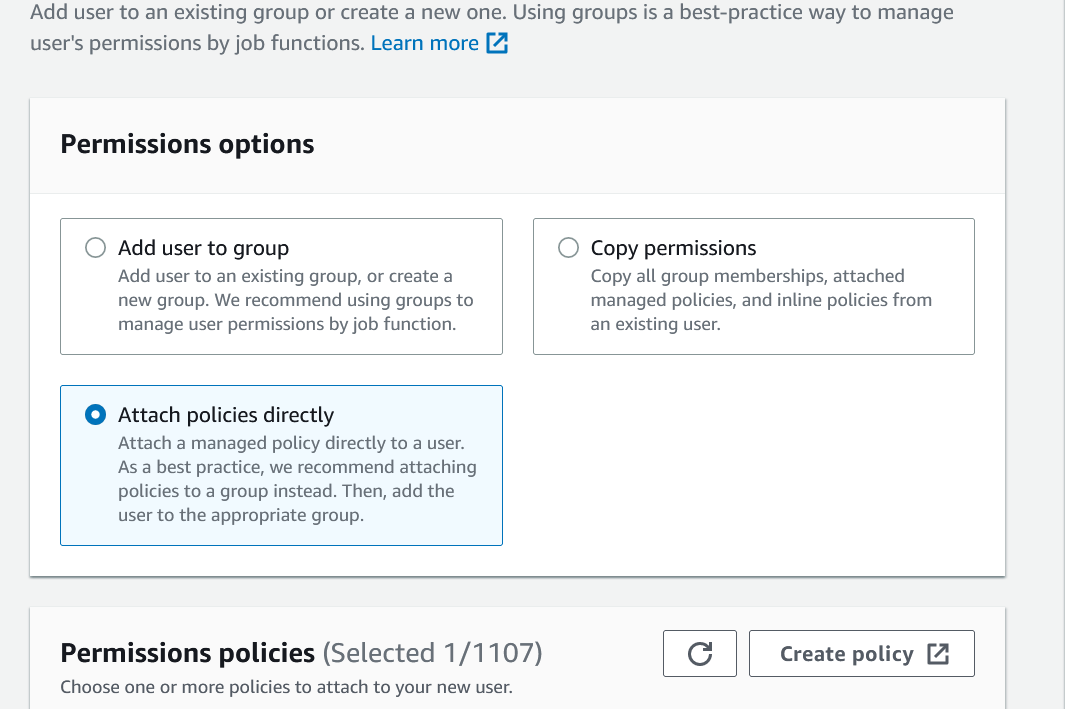 Add user to an existing group or create a new one. Using groups is a best-practice way to manage
user's permissions by job functions. Learn more
Permissions options
Add user to group
Add user to an existing group, or create a
new group. We recommend using groups to
manage user permissions by job function.
Copy permissions
Copy all group memberships, attached
managed policies, and inline policies from
an existing user.
Attach policies directly
Attach a managed policy directly to a user.
As a best practice, we recommend attaching
policies to a group instead. Then, add the
user to the appropriate group.
Permissions policies (Selected 1/1107)
Create policy
Choose one or more policies to attach to your new user.